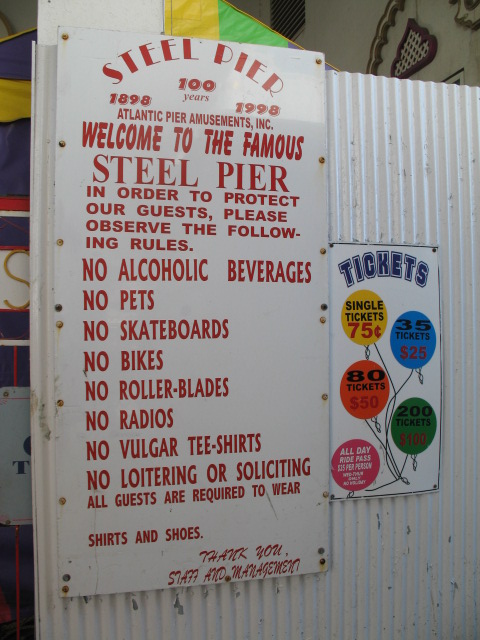 STEEL PIER
100
years
1898
1998
ATLANTIC PIER AMUSEMENTS, INC.
WELCOME TO THE FAMOUS
STEEL PIER
IN ORDER TO PROTECT
OUR GUESTS, PLEASE
OBSERVE THE FOLLOW-
ING RULES.
NO ALCOHOLIC BEVERAGES
NO PETS
NO SKATEBOARDS
NO BIKES
NO ROLLER-BLADES
NO RADIOS
NO VULGAR TEE-SHIRTS
NO LOITERING OR SOLICITING
ALL GUESTS ARE REQUIRED TO WEAR
SHIRTS AND SHOES.
THANK YOU,
STAFF AND MANAGEMENT
TICKETS
SINGLE
TICKETS
75¢
35
TICKETS
$25
80
TICKETS
$50
200
TICKETS
$100
ALL DAY
RIDE PASS
$35 PER PERSON